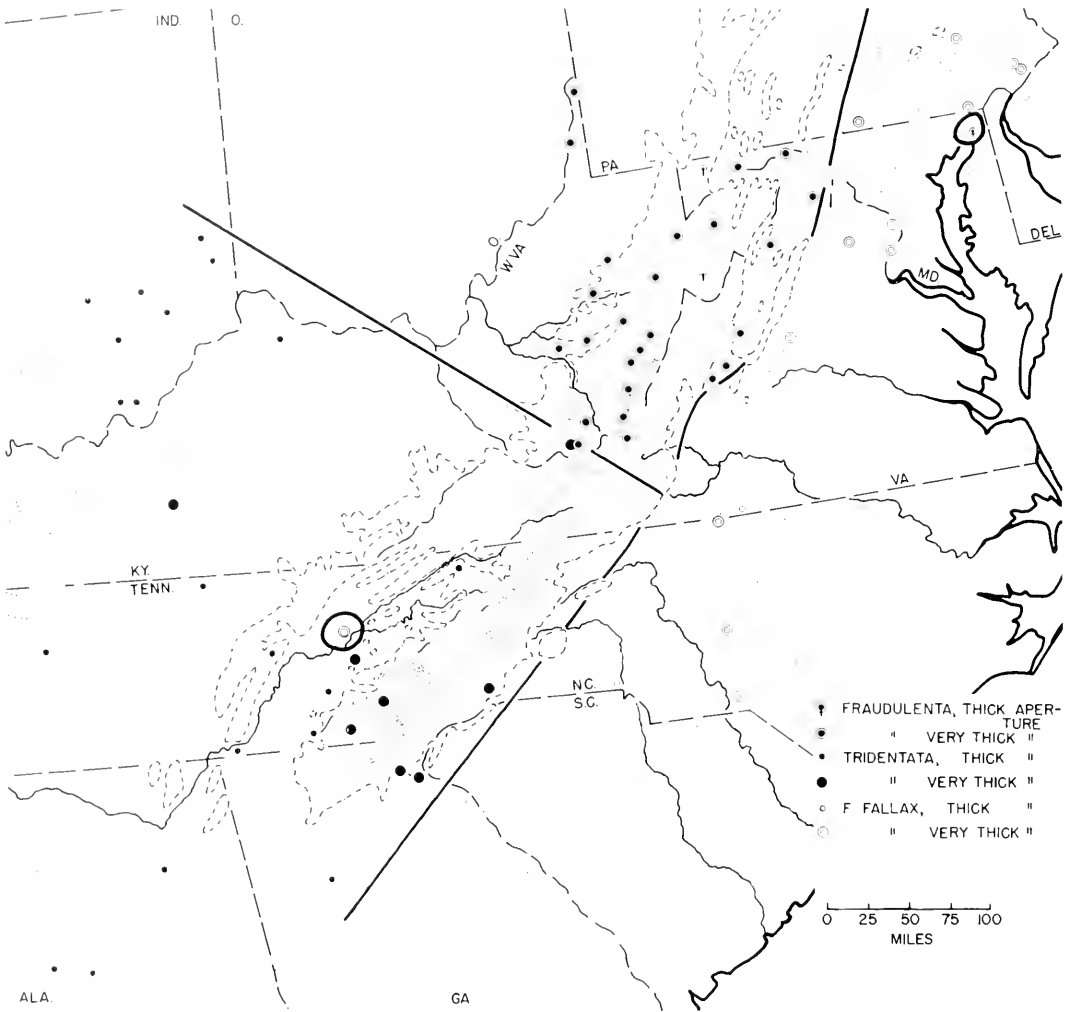 IND.
O.
PA
DEL
W VA
O.
MD
VA
KY.
TENN.
N.C.
S.C.
FRAUDULENTA, THICK APER-
TURE
" VERY THICK "
TRIDENTATA, THICK "
" VERY THICK "
F FALLAX, THICK "
" VERY THICK "
0 25 50 75 100
MILES
ALA.
GA